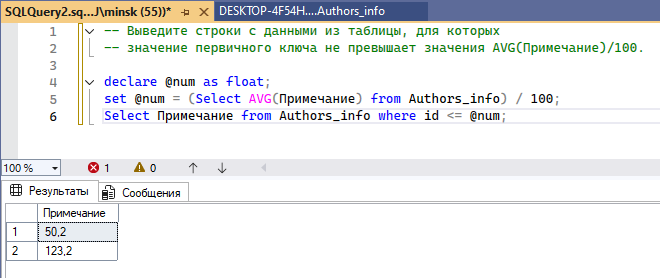 SQLQuery2.sq...J\minsk (55))*
DESKTOP-4F54H....Authors_info
1 -- Выведите строки с данными из таблицы, для которых
2 -- значение первичного ключа не превышает значения AVG(Примечание)/100.
3
4 declare @num as float;
5 set @num = (Select AVG(Примечание) from Authors_info) / 100;
6 Select Примечание from Authors_info where id <= @num;
100 % 1 0
Результаты Сообщения
Примечание
1 50,2
2 123,2